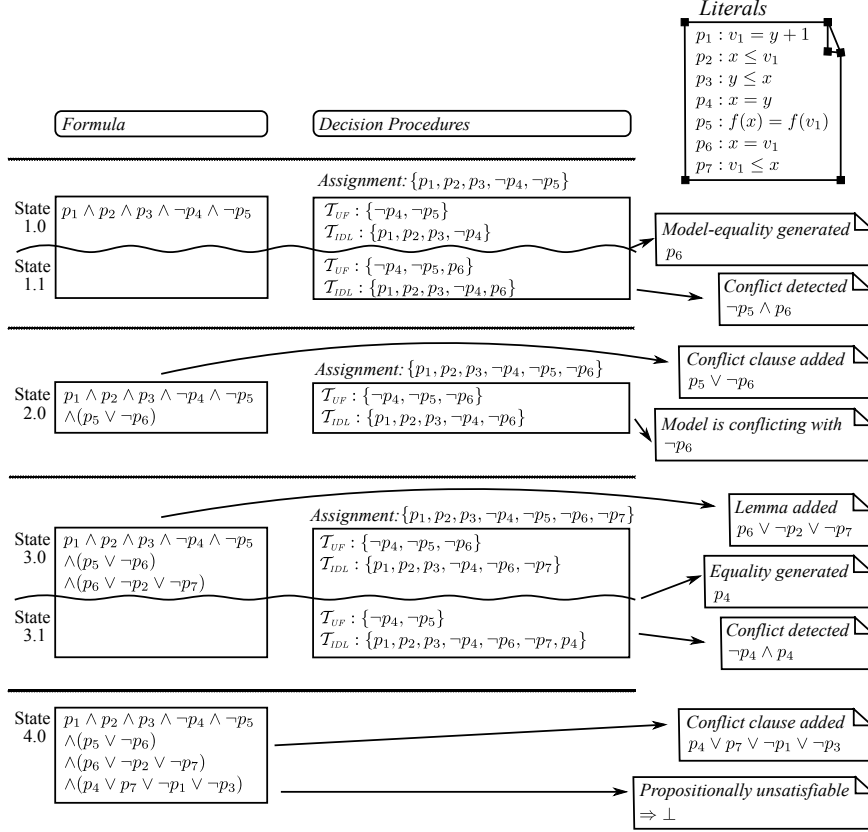 Literals
p₁ : v₁ = y + 1
p₂ : x ≤ v₁
p₃ : y ≤ x
p₄ : x = y
p₅ : f(x) = f(v₁)
p₆ : x = v₁
p₇ : v₁ ≤ x
Formula
Decision Procedures
Assignment: {p₁, p₂, p₃, ¬p₄, ¬p₅}
State
1.0
p₁ ∧ p₂ ∧ p₃ ∧ ¬p₄ ∧ ¬p₅
𝒯_UF : {¬p₄, ¬p₅}
𝒯_IDL : {p₁, p₂, p₃, ¬p₄}
Model-equality generated
p₆
State
1.1
𝒯_UF : {¬p₄, ¬p₅, p₆}
𝒯_IDL : {p₁, p₂, p₃, ¬p₄, p₆}
Conflict detected
¬p₅ ∧ p₆
Assignment: {p₁, p₂, p₃, ¬p₄, ¬p₅, ¬p₆}
Conflict clause added
p₅ ∨ ¬p₆
State
2.0
p₁ ∧ p₂ ∧ p₃ ∧ ¬p₄ ∧ ¬p₅
∧(p₅ ∨ ¬p₆)
𝒯_UF : {¬p₄, ¬p₅, ¬p₆}
𝒯_IDL : {p₁, p₂, p₃, ¬p₄, ¬p₆}
Model is conflicting with
¬p₆
Assignment: {p₁, p₂, p₃, ¬p₄, ¬p₅, ¬p₆, ¬p₇}
Lemma added
p₆ ∨ ¬p₂ ∨ ¬p₇
State
3.0
p₁ ∧ p₂ ∧ p₃ ∧ ¬p₄ ∧ ¬p₅
∧(p₅ ∨ ¬p₆)
∧(p₆ ∨ ¬p₂ ∨ ¬p₇)
𝒯_UF : {¬p₄, ¬p₅, ¬p₆}
𝒯_IDL : {p₁, p₂, p₃, ¬p₄, ¬p₆, ¬p₇}
Equality generated
p₄
State
3.1
𝒯_UF : {¬p₄, ¬p₅}
𝒯_IDL : {p₁, p₂, p₃, ¬p₄, ¬p₆, ¬p₇, p₄}
Conflict detected
¬p₄ ∧ p₄
State
4.0
p₁ ∧ p₂ ∧ p₃ ∧ ¬p₄ ∧ ¬p₅
∧(p₅ ∨ ¬p₆)
∧(p₆ ∨ ¬p₂ ∨ ¬p₇)
∧(p₄ ∨ p₇ ∨ ¬p₁ ∨ ¬p₃)
Conflict clause added
p₄ ∨ p₇ ∨ ¬p₁ ∨ ¬p₃
Propositionally unsatisfiable
⇒ ⊥